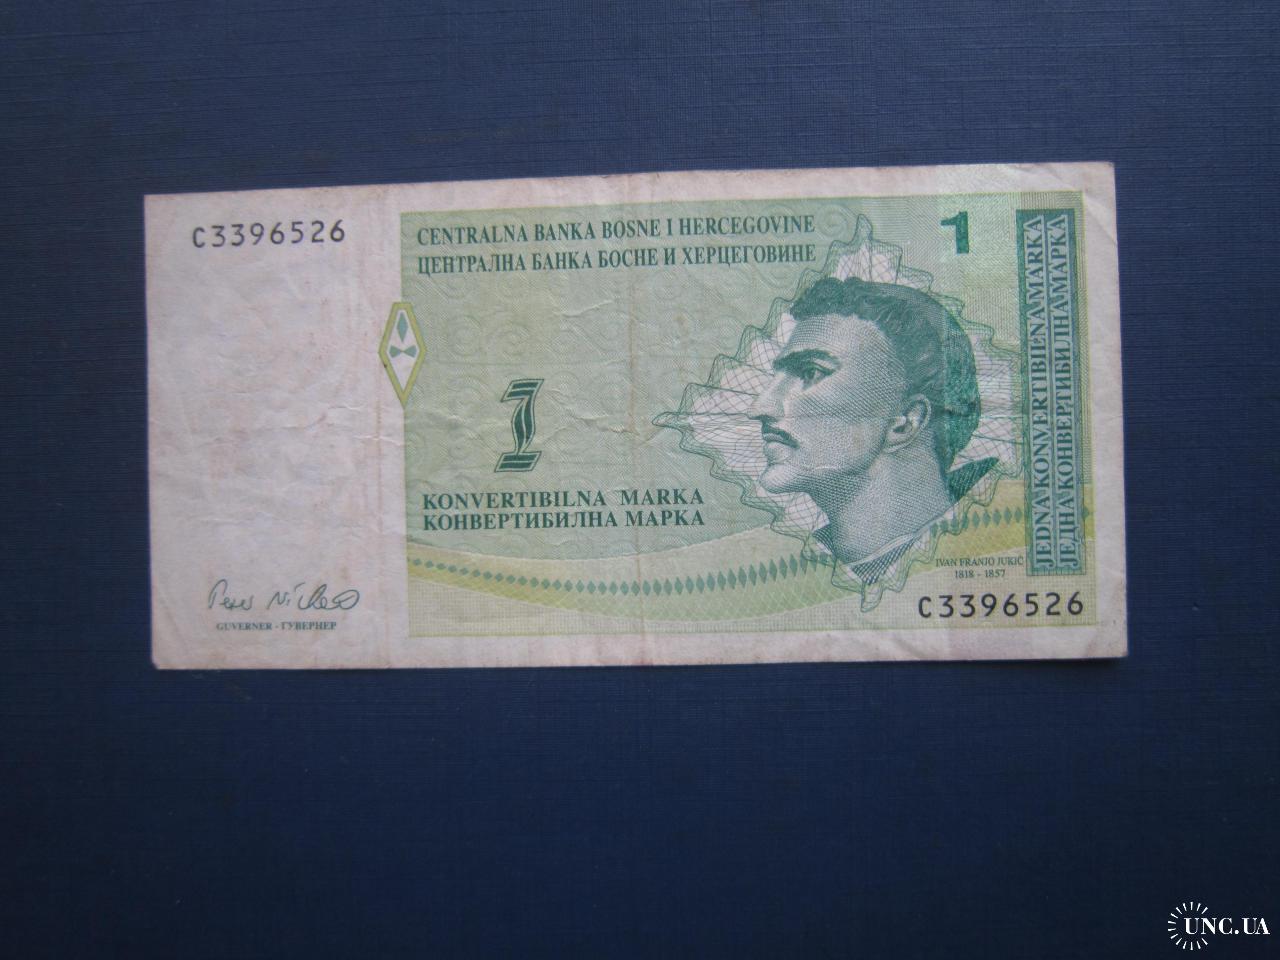 C3396526
CENTRALNA BANKA BOSNE I HERCEGOVINE
ЦЕНТРАЛНА БАНКА БОСНЕ И ХЕРЦЕГОВИНЕ
1
JEDNA KONVERTIBILNA MARKA
ЈЕДНА КОНВЕРТИБИЛНА МАРКА
1
KONVERTIBILNA MARKA
КОНВЕРТИБИЛНА МАРКА
IVAN FRANJO JUKIĆ
1818 - 1857
C3396526
GUVERNER - ГУВЕРНЕР
UNC.UA